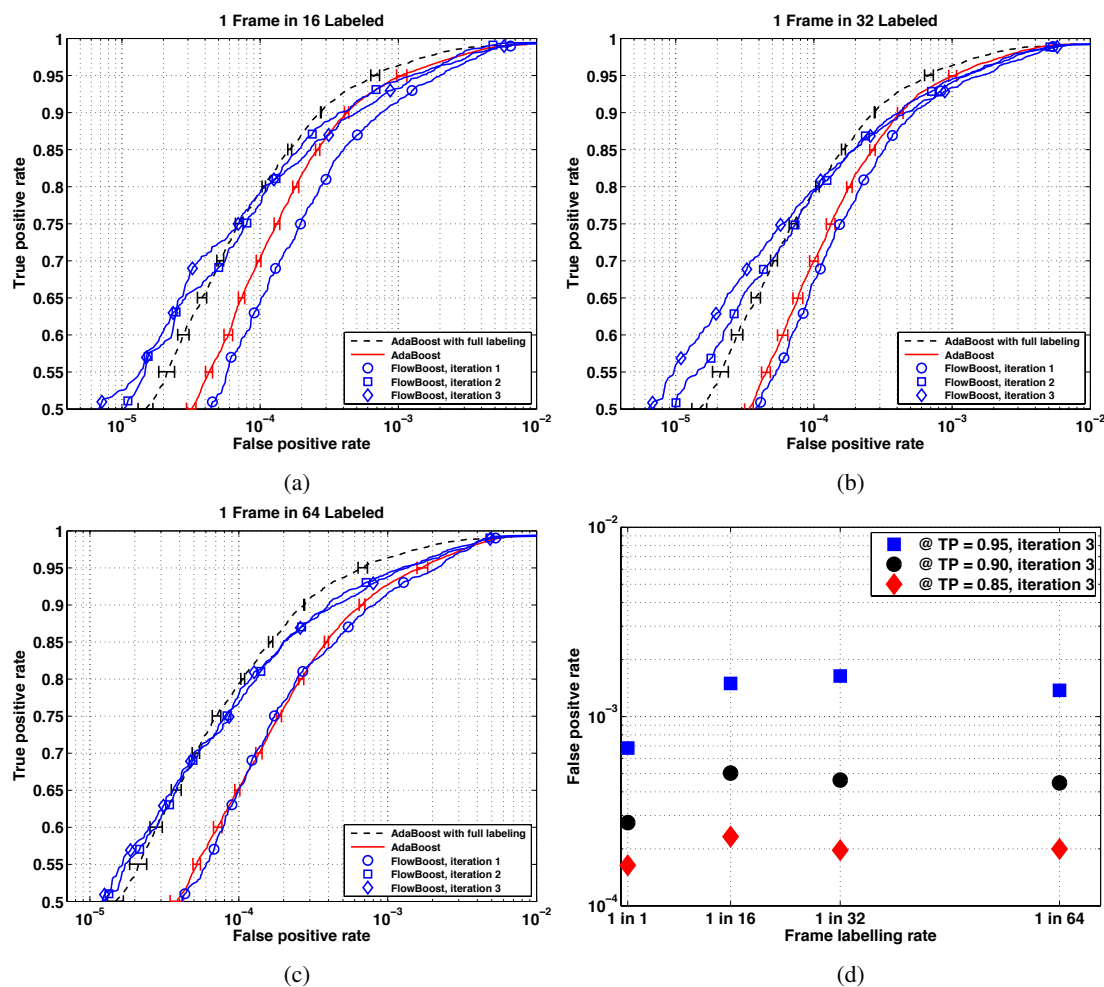 1 Frame in 16 Labeled
True positive rate
1
0.95
0.9
0.85
0.8
0.75
0.7
0.65
0.6
0.55
0.5
AdaBoost with full labeling
AdaBoost
FlowBoost, iteration 1
FlowBoost, iteration 2
FlowBoost, iteration 3
10⁻⁵ 10⁻⁴ 10⁻³ 10⁻²
False positive rate
(a)
1 Frame in 32 Labeled
True positive rate
1
0.95
0.9
0.85
0.8
0.75
0.7
0.65
0.6
0.55
0.5
AdaBoost with full labeling
AdaBoost
FlowBoost, iteration 1
FlowBoost, iteration 2
FlowBoost, iteration 3
10⁻⁵ 10⁻⁴ 10⁻³ 10⁻²
False positive rate
(b)
1 Frame in 64 Labeled
True positive rate
1
0.95
0.9
0.85
0.8
0.75
0.7
0.65
0.6
0.55
0.5
AdaBoost with full labeling
AdaBoost
FlowBoost, iteration 1
FlowBoost, iteration 2
FlowBoost, iteration 3
10⁻⁵ 10⁻⁴ 10⁻³ 10⁻²
False positive rate
(c)
False positve rate
10⁻²
10⁻³
10⁻⁴
@ TP = 0.95, iteration 3
@ TP = 0.90, iteration 3
@ TP = 0.85, iteration 3
1 in 1 1 in 16 1 in 32 1 in 64
Frame labelling rate
(d)